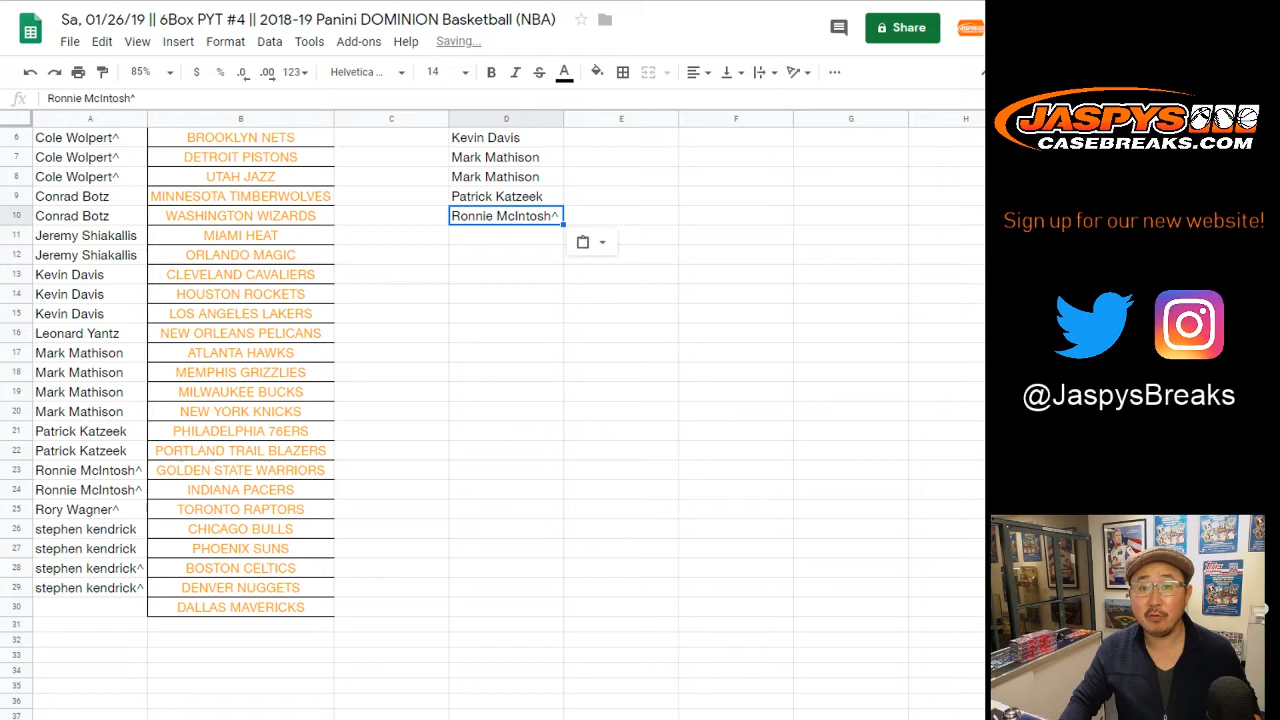 Sa, 01/26/19 || 6Box PYT #4 || 2018-19 Panini DOMINION Basketball (NBA)
File Edit View Insert Format Data Tools Add-ons Help Saving...
Share
85% $ % .0 .00 123 Helvetica ... 14 B I S A
fx Ronnie McIntosh^
A B C D E F G H
6 Cole Wolpert^ BROOKLYN NETS Kevin Davis
7 Cole Wolpert^ DETROIT PISTONS Mark Mathison
8 Cole Wolpert^ UTAH JAZZ Mark Mathison
9 Conrad Botz MINNESOTA TIMBERWOLVES Patrick Katzeek
10 Conrad Botz WASHINGTON WIZARDS Ronnie McIntosh^
11 Jeremy Shiakallis MIAMI HEAT
12 Jeremy Shiakallis ORLANDO MAGIC
13 Kevin Davis CLEVELAND CAVALIERS
14 Kevin Davis HOUSTON ROCKETS
15 Kevin Davis LOS ANGELES LAKERS
16 Leonard Yantz NEW ORLEANS PELICANS
17 Mark Mathison ATLANTA HAWKS
18 Mark Mathison MEMPHIS GRIZZLIES
19 Mark Mathison MILWAUKEE BUCKS
20 Mark Mathison NEW YORK KNICKS
21 Patrick Katzeek PHILADELPHIA 76ERS
22 Patrick Katzeek PORTLAND TRAIL BLAZERS
23 Ronnie McIntosh^ GOLDEN STATE WARRIORS
24 Ronnie McIntosh^ INDIANA PACERS
25 Rory Wagner^ TORONTO RAPTORS
26 stephen kendrick CHICAGO BULLS
27 stephen kendrick PHOENIX SUNS
28 stephen kendrick^ BOSTON CELTICS
29 stephen kendrick^ DENVER NUGGETS
30 DALLAS MAVERICKS
31
32
33
34
35
36
37
JASPYS
CASEBREAKS.COM
Sign up for our new website!
@JaspysBreaks
Topps